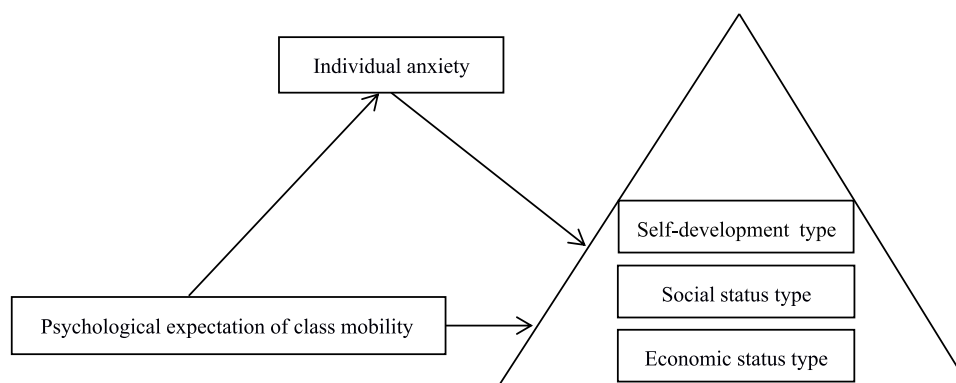 Individual anxiety
Self-development type
Social status type
Psychological expectation of class mobility
Economic status type